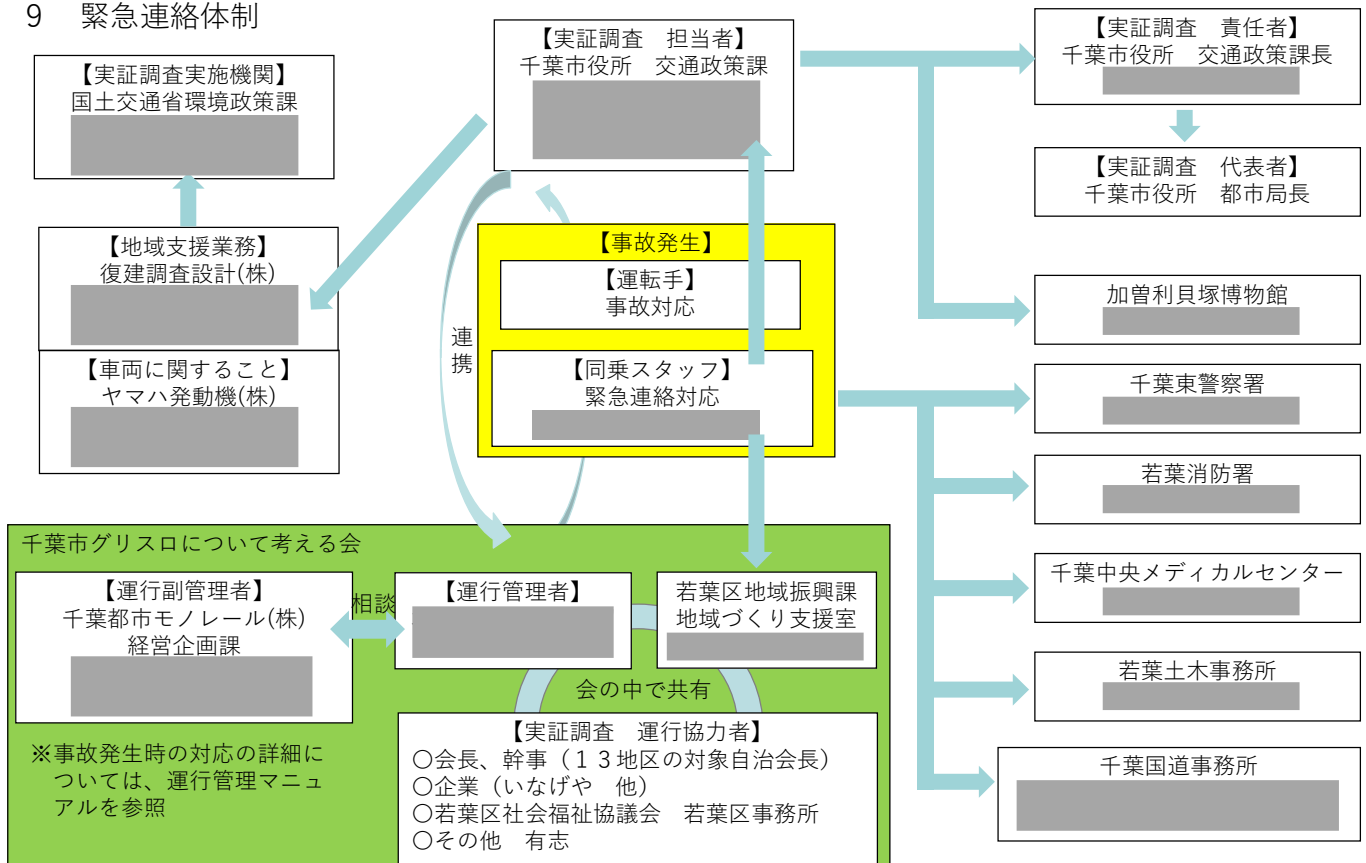 9　緊急連絡体制
【実証調査実施機関】
国土交通省環境政策課
【地域支援業務】
復建調査設計(株)
【車両に関すること】
ヤマハ発動機(株)
【実証調査　担当者】
千葉市役所　交通政策課
連
携
【事故発生】
【運転手】
事故対応
【同乗スタッフ】
緊急連絡対応
【実証調査　責任者】
千葉市役所　交通政策課長
【実証調査　代表者】
千葉市役所　都市局長
加曽利貝塚博物館
千葉東警察署
若葉消防署
千葉中央メディカルセンター
若葉土木事務所
千葉国道事務所
千葉市グリスロについて考える会
【運行副管理者】
千葉都市モノレール(株)
経営企画課
相談
【運行管理者】
若葉区地域振興課
地域づくり支援室
会の中で共有
【実証調査　運行協力者】
〇会長、幹事（１３地区の対象自治会長）
〇企業（いなげや　他）
〇若葉区社会福祉協議会　若葉区事務所
〇その他　有志
※事故発生時の対応の詳細に
ついては、運行管理マニュ
アルを参照